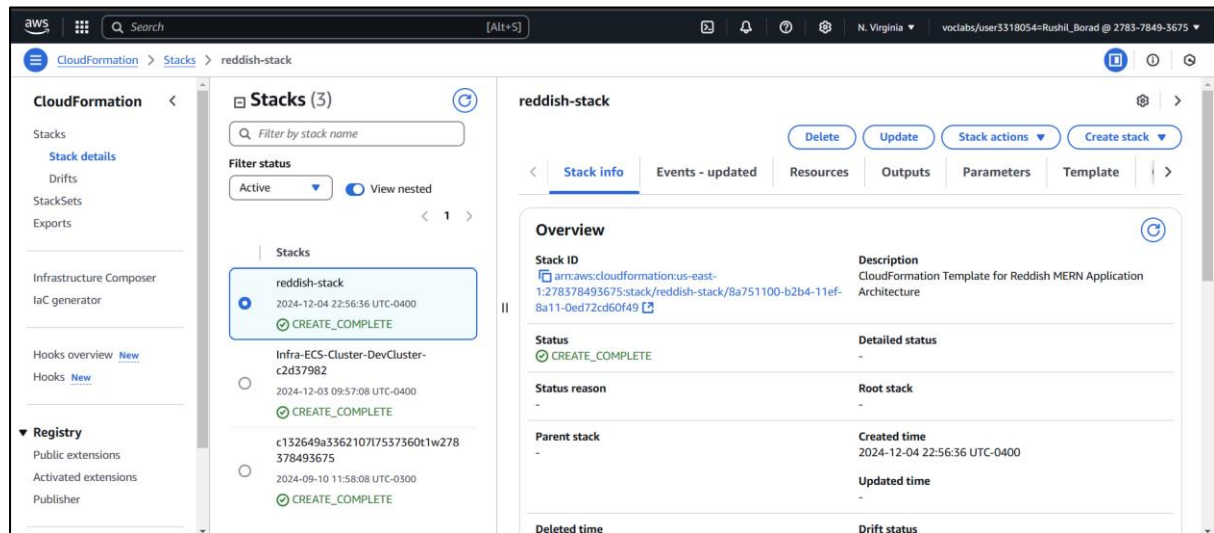 aws
Search
[Alt+S]
N. Virginia ▼
voclabs/user3318054=Rushil_Borad @ 2783-7849-3675 ▼
CloudFormation > Stacks > reddish-stack
CloudFormation
Stacks
Stack details
Drifts
StackSets
Exports
Infrastructure Composer
IaC generator
Hooks overview New
Hooks New
Registry
Public extensions
Activated extensions
Publisher
Stacks (3)
Filter by stack name
Filter status
Active
View nested
1
Stacks
reddish-stack
2024-12-04 22:56:36 UTC-0400
CREATE_COMPLETE
Infra-ECS-Cluster-DevCluster-
c2d37982
2024-12-03 09:57:08 UTC-0400
CREATE_COMPLETE
c132649a3362107l7537360t1w278
378493675
2024-09-10 11:58:08 UTC-0300
CREATE_COMPLETE
reddish-stack
Delete
Update
Stack actions
Create stack
Stack info
Events - updated
Resources
Outputs
Parameters
Template
Overview
Stack ID
arn:aws:cloudformation:us-east-
1:278378493675:stack/reddish-stack/8a751100-b2b4-11ef-
8a11-0ed72cd60f49
Description
CloudFormation Template for Reddish MERN Application
Architecture
Status
CREATE_COMPLETE
Detailed status
-
Status reason
-
Root stack
-
Parent stack
-
Created time
2024-12-04 22:56:36 UTC-0400
Updated time
-
Deleted time
Drift status